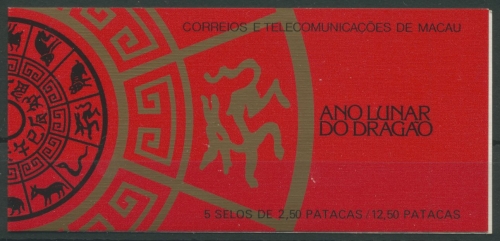 CORREIOS E TELECOMUNICAÇÕES DE MACAU
ANO LUNAR
DO DRAGÃO
5 SELOS DE 2,50 PATACAS / 12,50 PATACAS